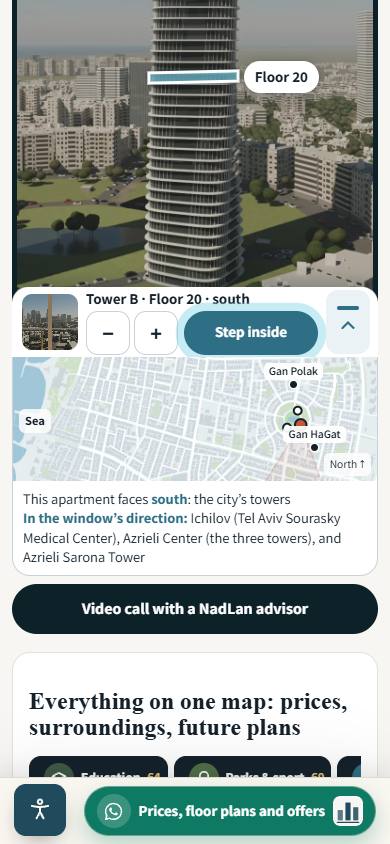 Floor 20
Tower B · Floor 20 · south
−
+
Step inside
Gan Polak
Sea
Gan HaGat
North ↑
This apartment faces south: the city’s towers
In the window’s direction: Ichilov (Tel Aviv Sourasky
Medical Center), Azrieli Center (the three towers), and
Azrieli Sarona Tower
Video call with a NadLan advisor
Everything on one map: prices,
surroundings, future plans
Education 64
Parks & sport 69
Prices, floor plans and offers